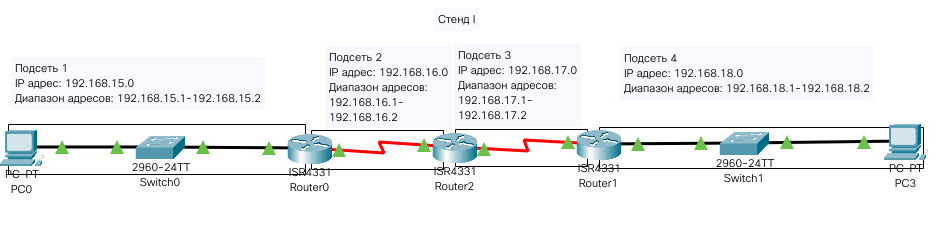 Стенд I
Подсеть 1
IP адрес: 192.168.15.0
Диапазон адресов: 192.168.15.1-192.168.15.2
Подсеть 2
IP адрес: 192.168.16.0
Диапазон адресов:
192.168.16.1-
192.168.16.2
Подсеть 3
IP адрес: 192.168.17.0
Диапазон адресов:
192.168.17.1-
192.168.17.2
Подсеть 4
IP адрес: 192.168.18.0
Диапазон адресов: 192.168.18.1-192.168.18.2
PC-PT
PC0
2960-24TT
Switch0
ISR4331
Router0
ISR4331
Router2
ISR4331
Router1
2960-24TT
Switch1
PC-PT
PC3